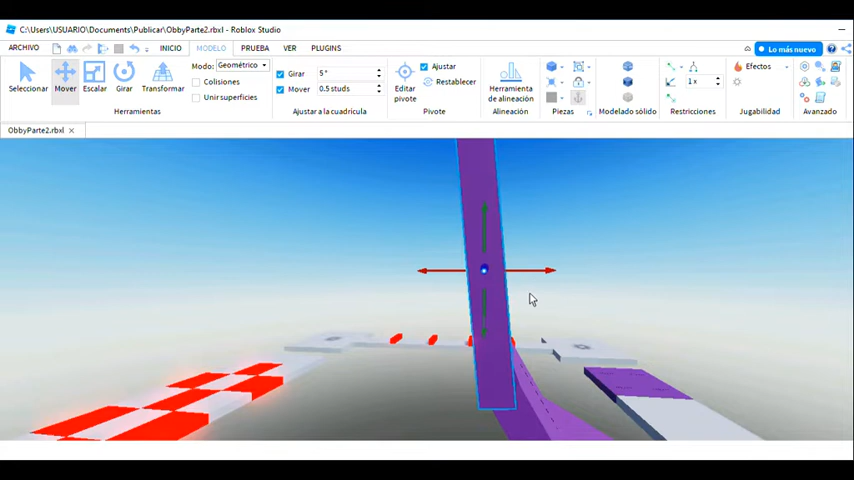 C:\Users\USUARIO\Documents\Publicar\ObbyParte2.rbxl - Roblox Studio
ARCHIVO INICIO MODELO PRUEBA VER PLUGINS Lo más nuevo
Modo: Geométrico Girar 5° Ajustar Efectos
Colisiones Mover 0.5 studs Restablecer 1 x
Unir superficies
Seleccionar Mover Escalar Girar Transformar Editar pivote Herramienta de alineación Modelado sólido
Herramientas Ajustar a la cuadrícula Pivote Alineación Piezas Restricciones Jugabilidad Avanzado
ObbyParte2.rbxl